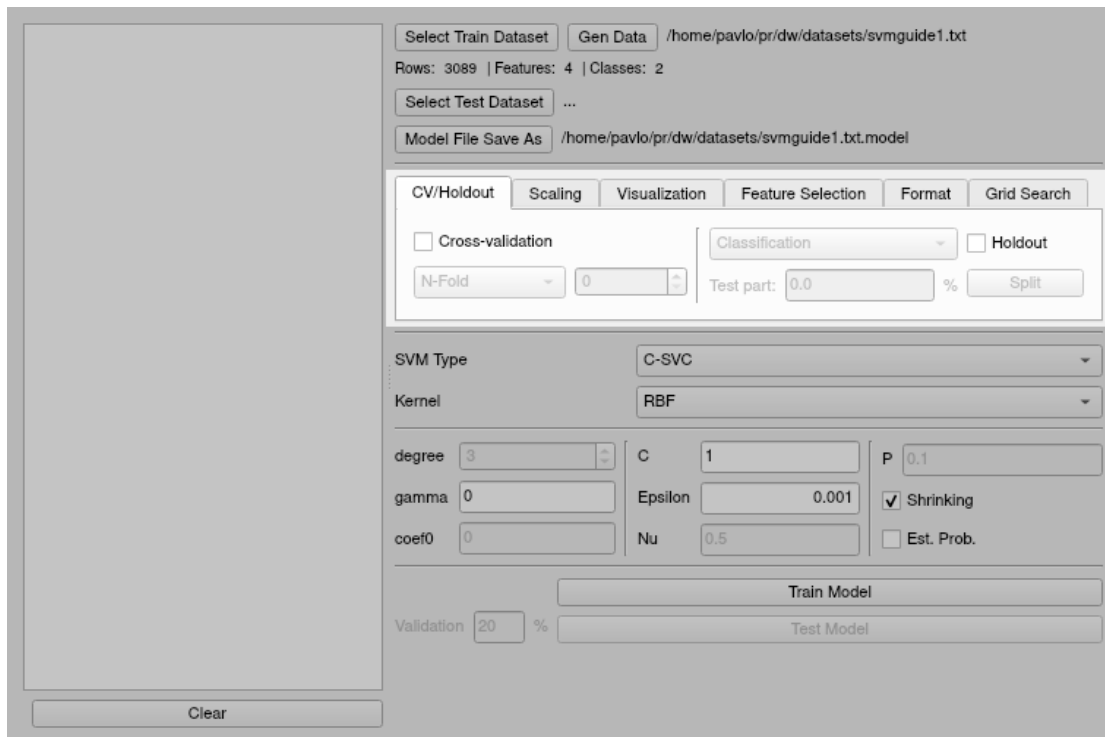 Select Train Dataset Gen Data /home/pavlo/pr/dw/datasets/svmguide1.txt
Rows: 3089 | Features: 4 | Classes: 2
Select Test Dataset ...
Model File Save As /home/pavlo/pr/dw/datasets/svmguide1.txt.model
CV/Holdout Scaling Visualization Feature Selection Format Grid Search
Cross-validation Classification Holdout
N-Fold 0 Test part: 0.0 % Split
SVM Type C-SVC
Kernel RBF
degree 3 C 1 P 0.1
gamma 0 Epsilon 0.001 Shrinking
coef0 0 Nu 0.5 Est. Prob.
Train Model
Validation 20 % Test Model
Clear